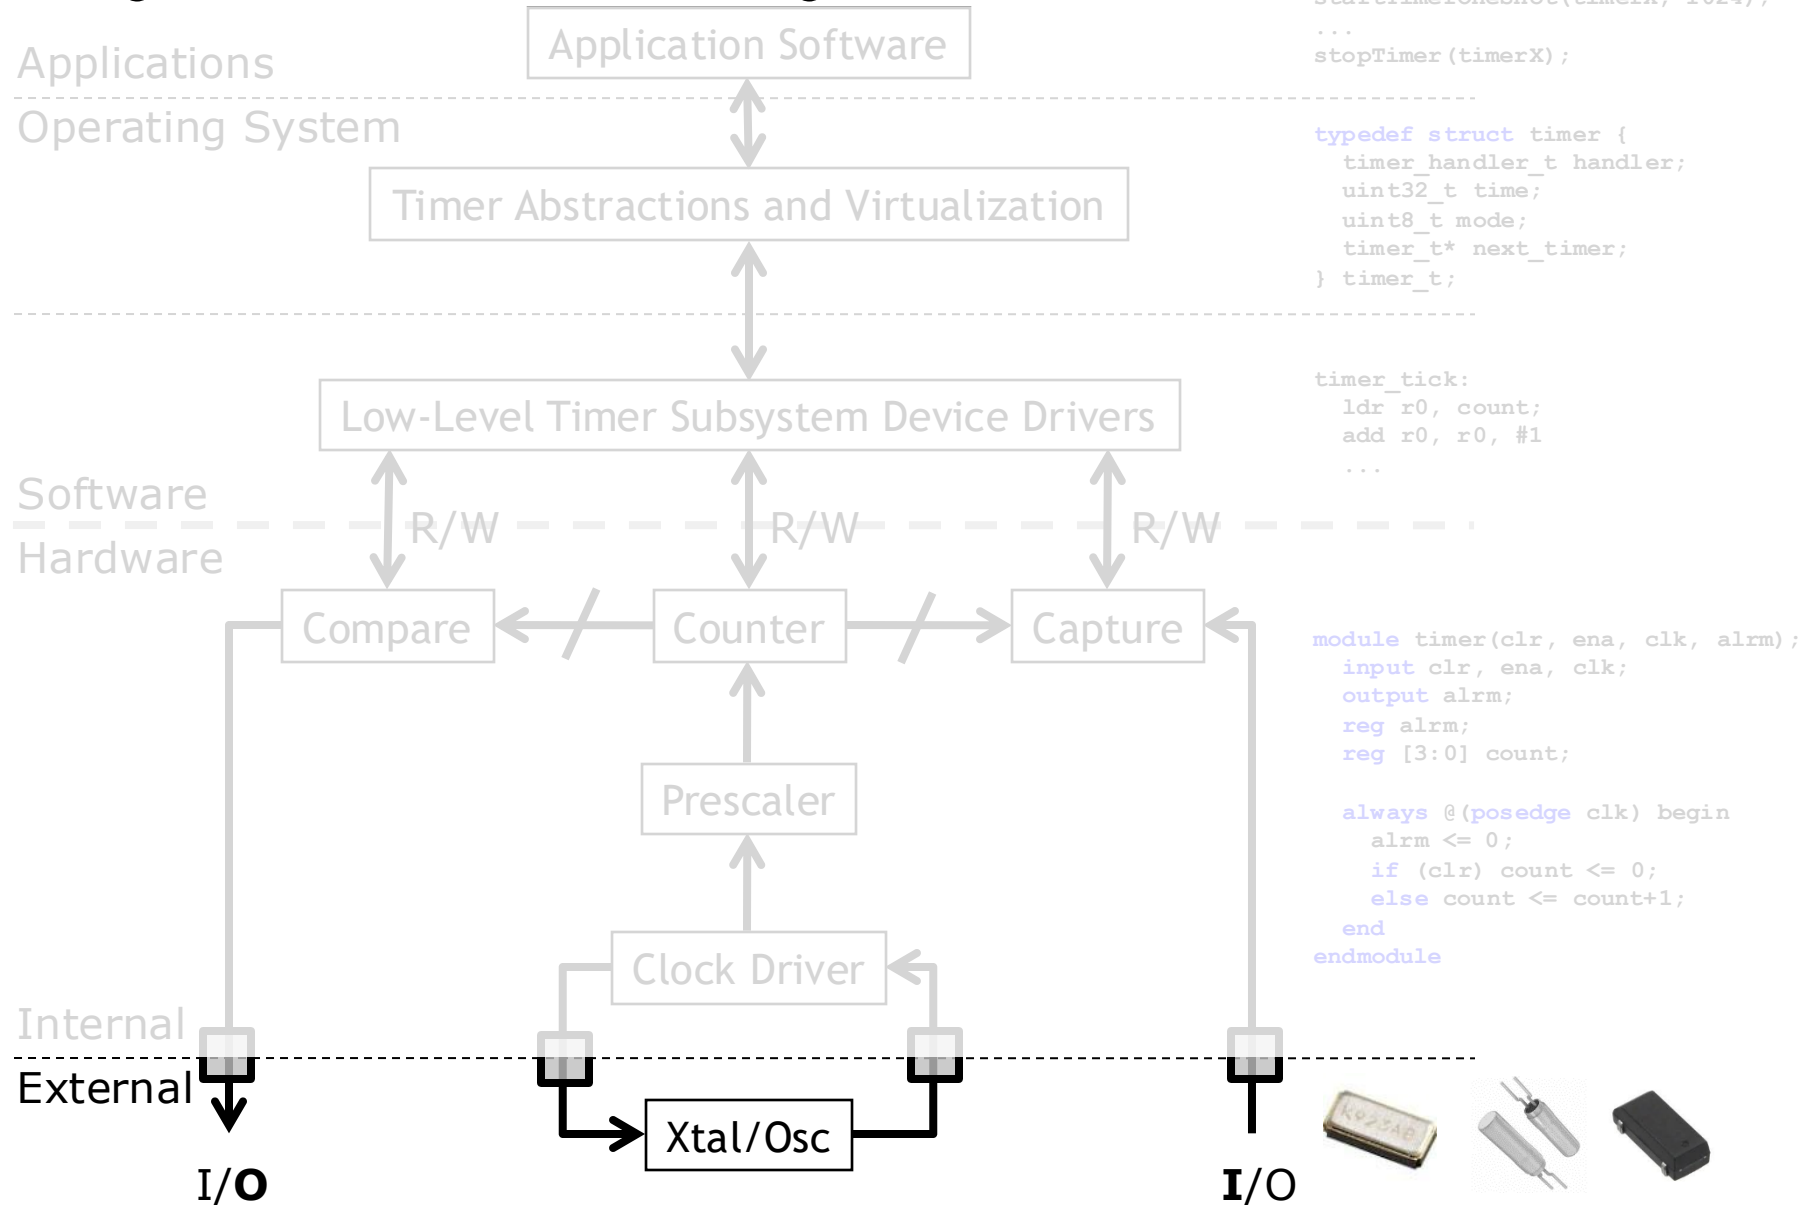 Applications
Application Software
...
stopTimer(timerX);
Operating System
Timer Abstractions and Virtualization
typedef struct timer {
timer_handler_t handler;
uint32_t time;
uint8_t mode;
timer_t* next_timer;
} timer_t;
Low-Level Timer Subsystem Device Drivers
timer_tick:
ldr r0, count;
add r0, r0, #1
...
Software
R/W R/W R/W
Hardware
Compare Counter Capture
Prescaler
Clock Driver
module timer(clr, ena, clk, alrm);
input clr, ena, clk;
output alrm;
reg alrm;
reg [3:0] count;
always @(posedge clk) begin
alrm <= 0;
if (clr) count <= 0;
else count <= count+1;
end
endmodule
Internal
External
Xtal/Osc
I/O
I/O
K923AB